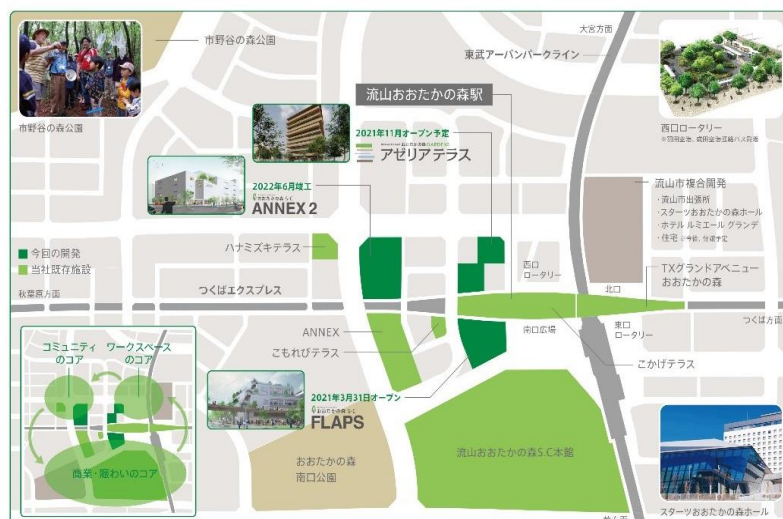 市野谷の森公園
大宮方面
東武アーバンパークライン
市野谷の森公園
流山おおたかの森駅
西口ロータリー
2021年11月オープン予定
アゼリアテラス
2022年6月竣工
ANNEX 2
流山市複合開発
・流山市出張所
・スターツおおたかの森ホール
・ホテル ルミエール グランデ
・住宅 ※今後、分譲予定
ハナミズキテラス
■今回の開発
■当社既存施設
西口
ロータリー
TXグランドアベニュー
おおたかの森
北口
秋葉原方面
つくばエクスプレス
つくば方面
ANNEX
南口広場
東口
ロータリー
こもれびテラス
こかげテラス
コミュニティ
のコア
ワークスペース
のコア
2021年3月31日オープン
FLAPS
商業・賑わいのコア
おおたかの森
南口公園
流山おおたかの森S.C本館
スターツおおたかの森ホール